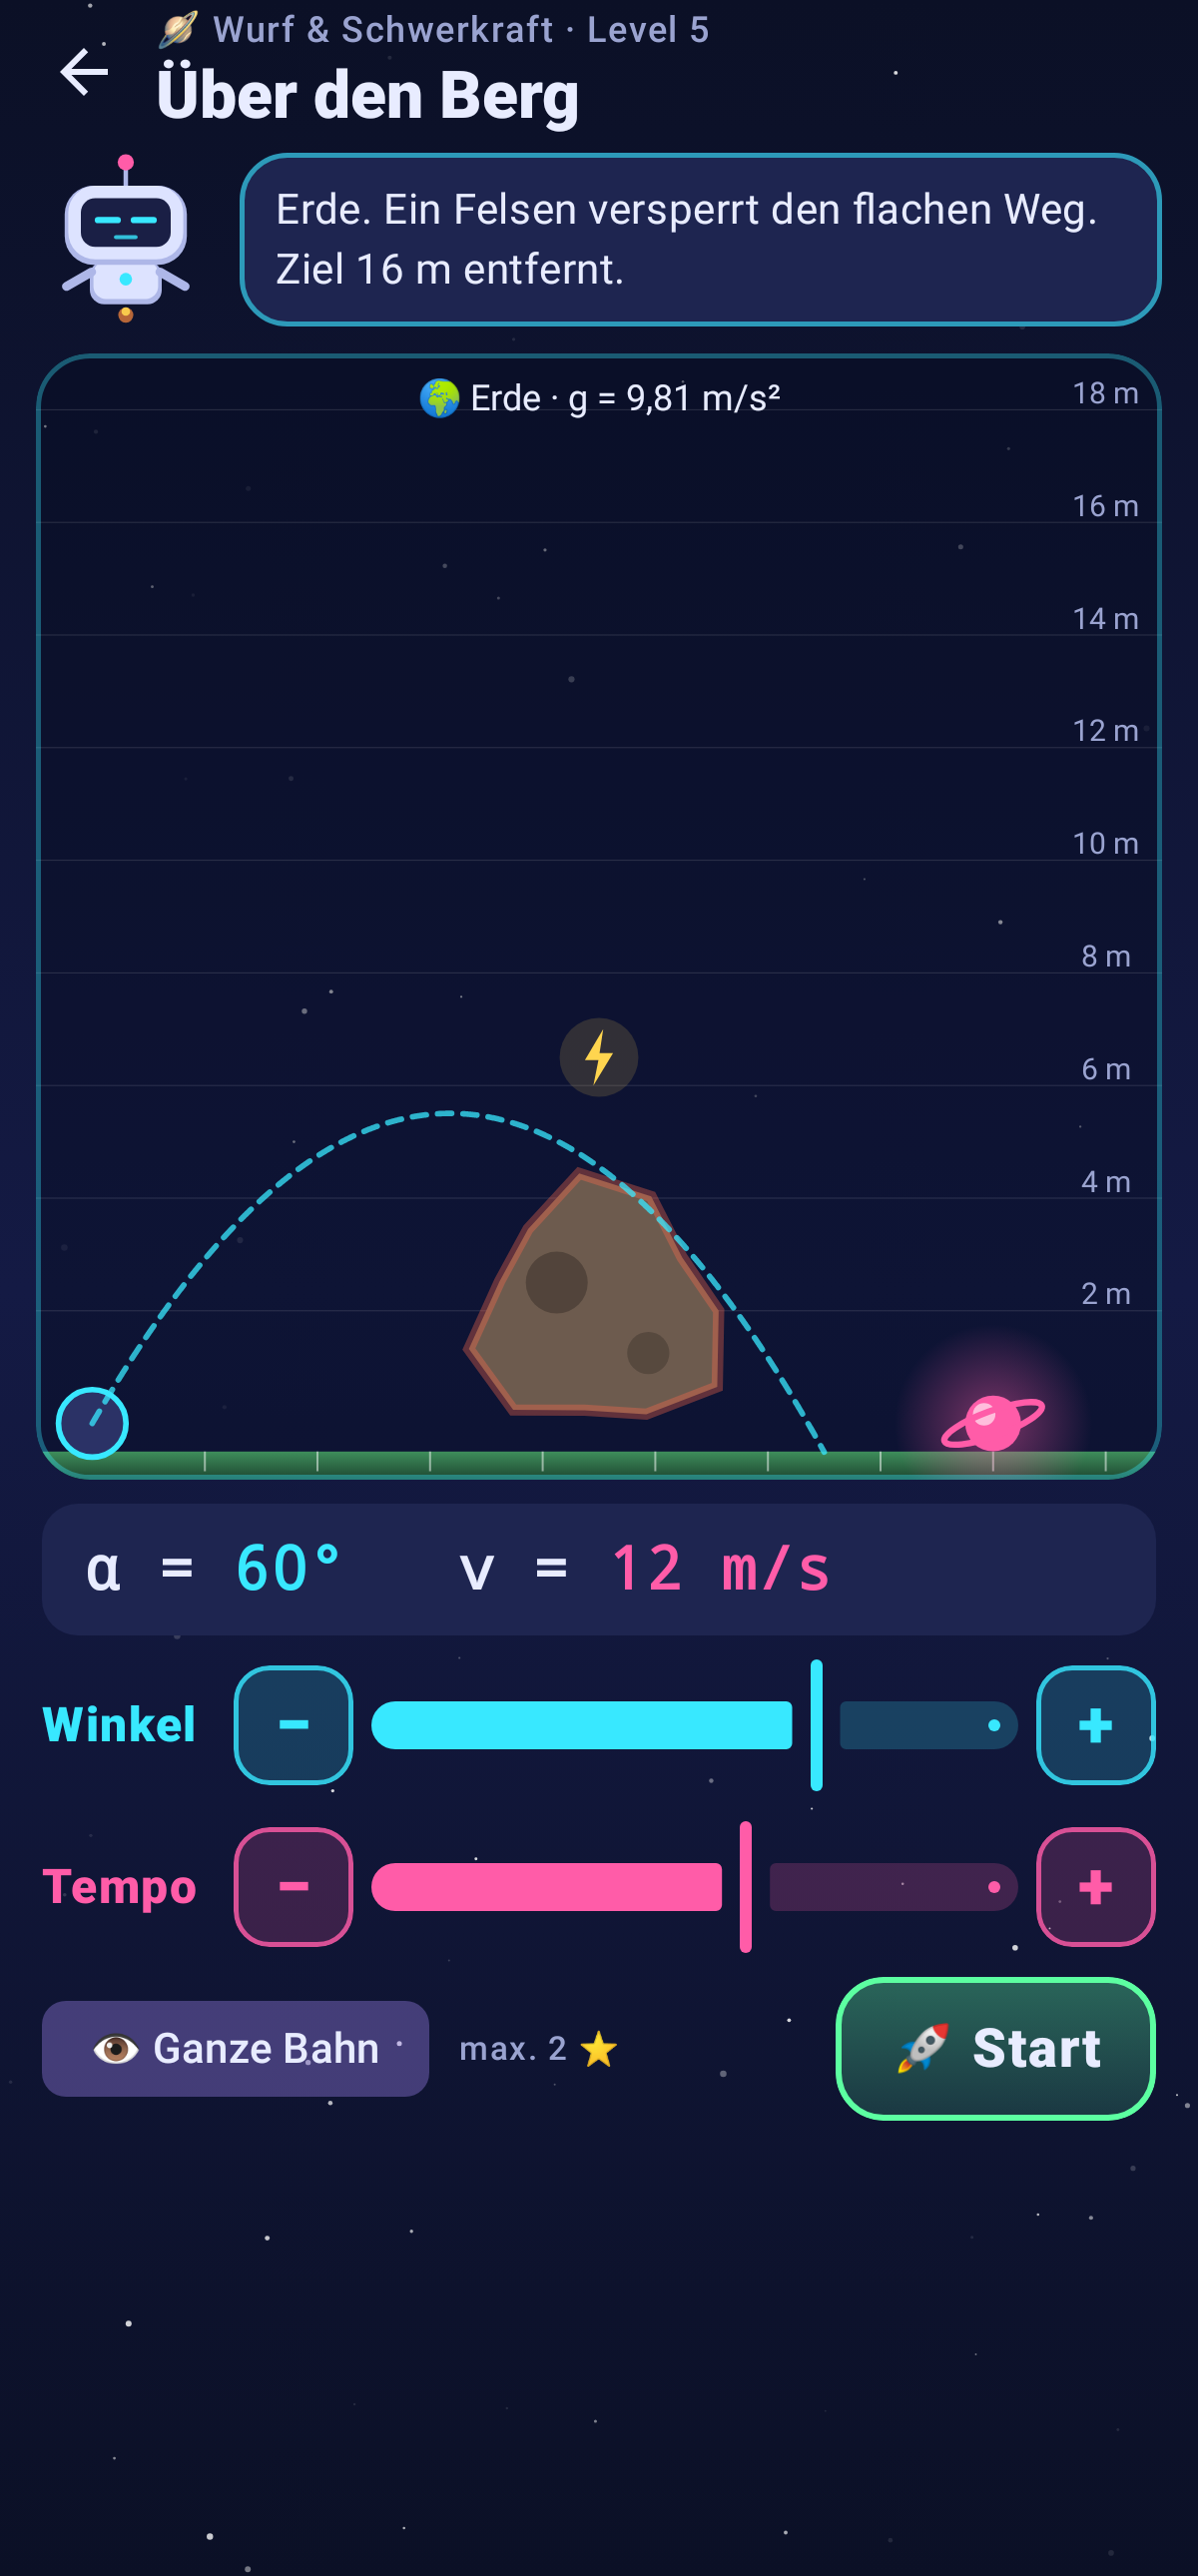 Wurf & Schwerkraft · Level 5
Über den Berg
Erde. Ein Felsen versperrt den flachen Weg.
Ziel 16 m entfernt.
Erde · g = 9,81 m/s²
18 m
16 m
14 m
12 m
10 m
8 m
6 m
4 m
2 m
α = 60° v = 12 m/s
Winkel − +
Tempo − +
Ganze Bahn · max. 2 ⭐ Start